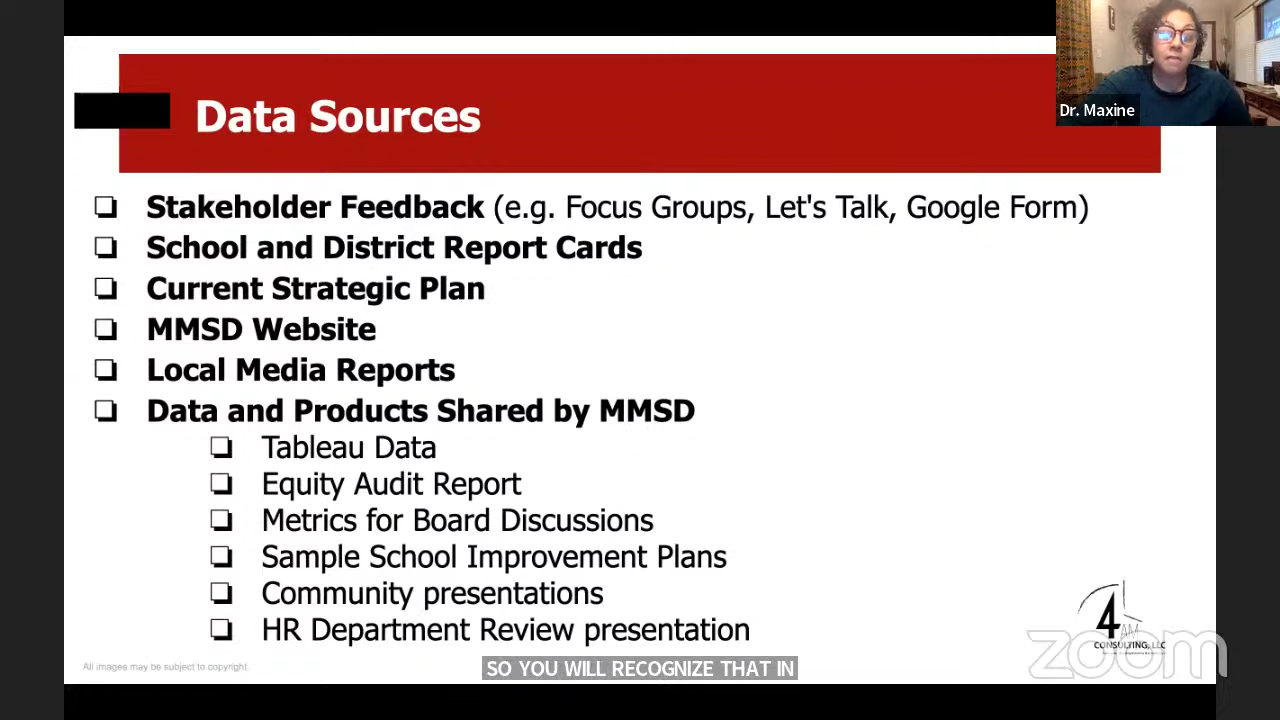 Data Sources
Dr. Maxine
❏ Stakeholder Feedback (e.g. Focus Groups, Let's Talk, Google Form)
❏ School and District Report Cards
❏ Current Strategic Plan
❏ MMSD Website
❏ Local Media Reports
❏ Data and Products Shared by MMSD
❏ Tableau Data
❏ Equity Audit Report
❏ Metrics for Board Discussions
❏ Sample School Improvement Plans
❏ Community presentations
❏ HR Department Review presentation
4 AM
CONSULTING, LLC
zoom
All images may be subject to copyright.
SO YOU WILL RECOGNIZE THAT IN